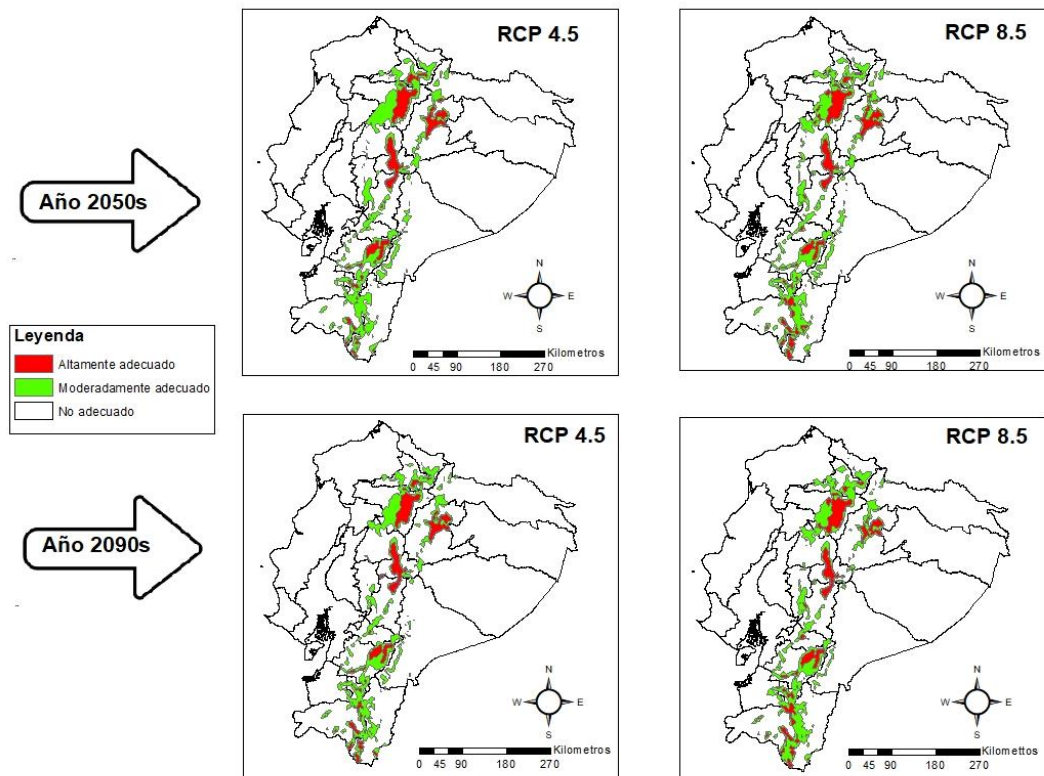 RCP 4.5
N
W E
S
Kilometros
0 45 90 180 270
RCP 8.5
N
W E
S
Kilometros
0 45 90 180 270
Año 2050s
Leyenda
Altamente adecuado
Moderadamente adecuado
No adecuado
Año 2090s
RCP 4.5
N
W E
S
Kilometros
0 45 90 180 270
RCP 8.5
N
W E
S
Kilomettos
0 45 90 180 270